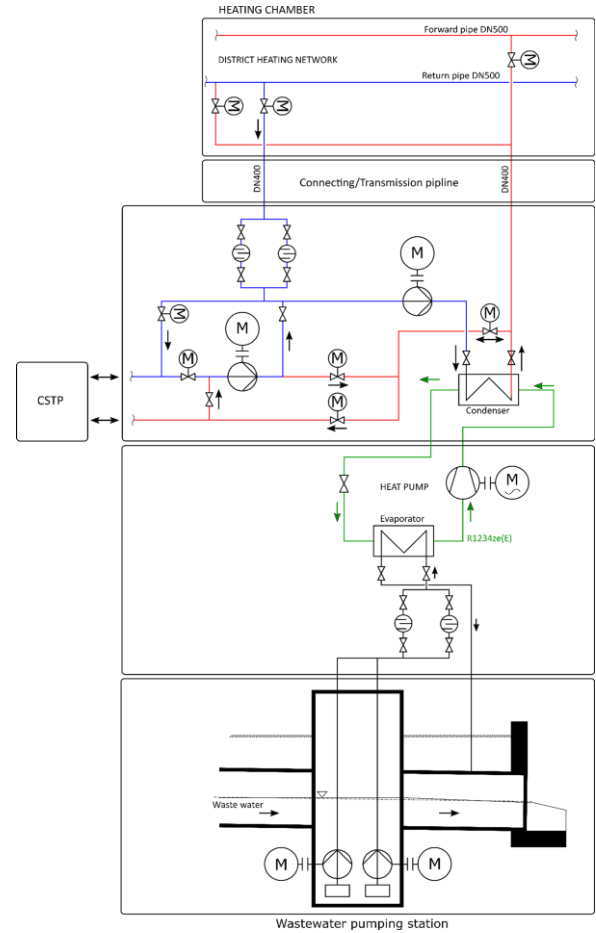 HEATING CHAMBER
Forward pipe DN500
M
DISTRICT HEATING NETWORK
Return pipe DN500
M
M
DN400
Connecting/Transmission pipline
DN400
M
M
M
M
M
M
CSTP
M
Condenser
HEAT PUMP
M
Evaporator
R1234ze(E)
Waste water
M
M
Wastewater pumping station